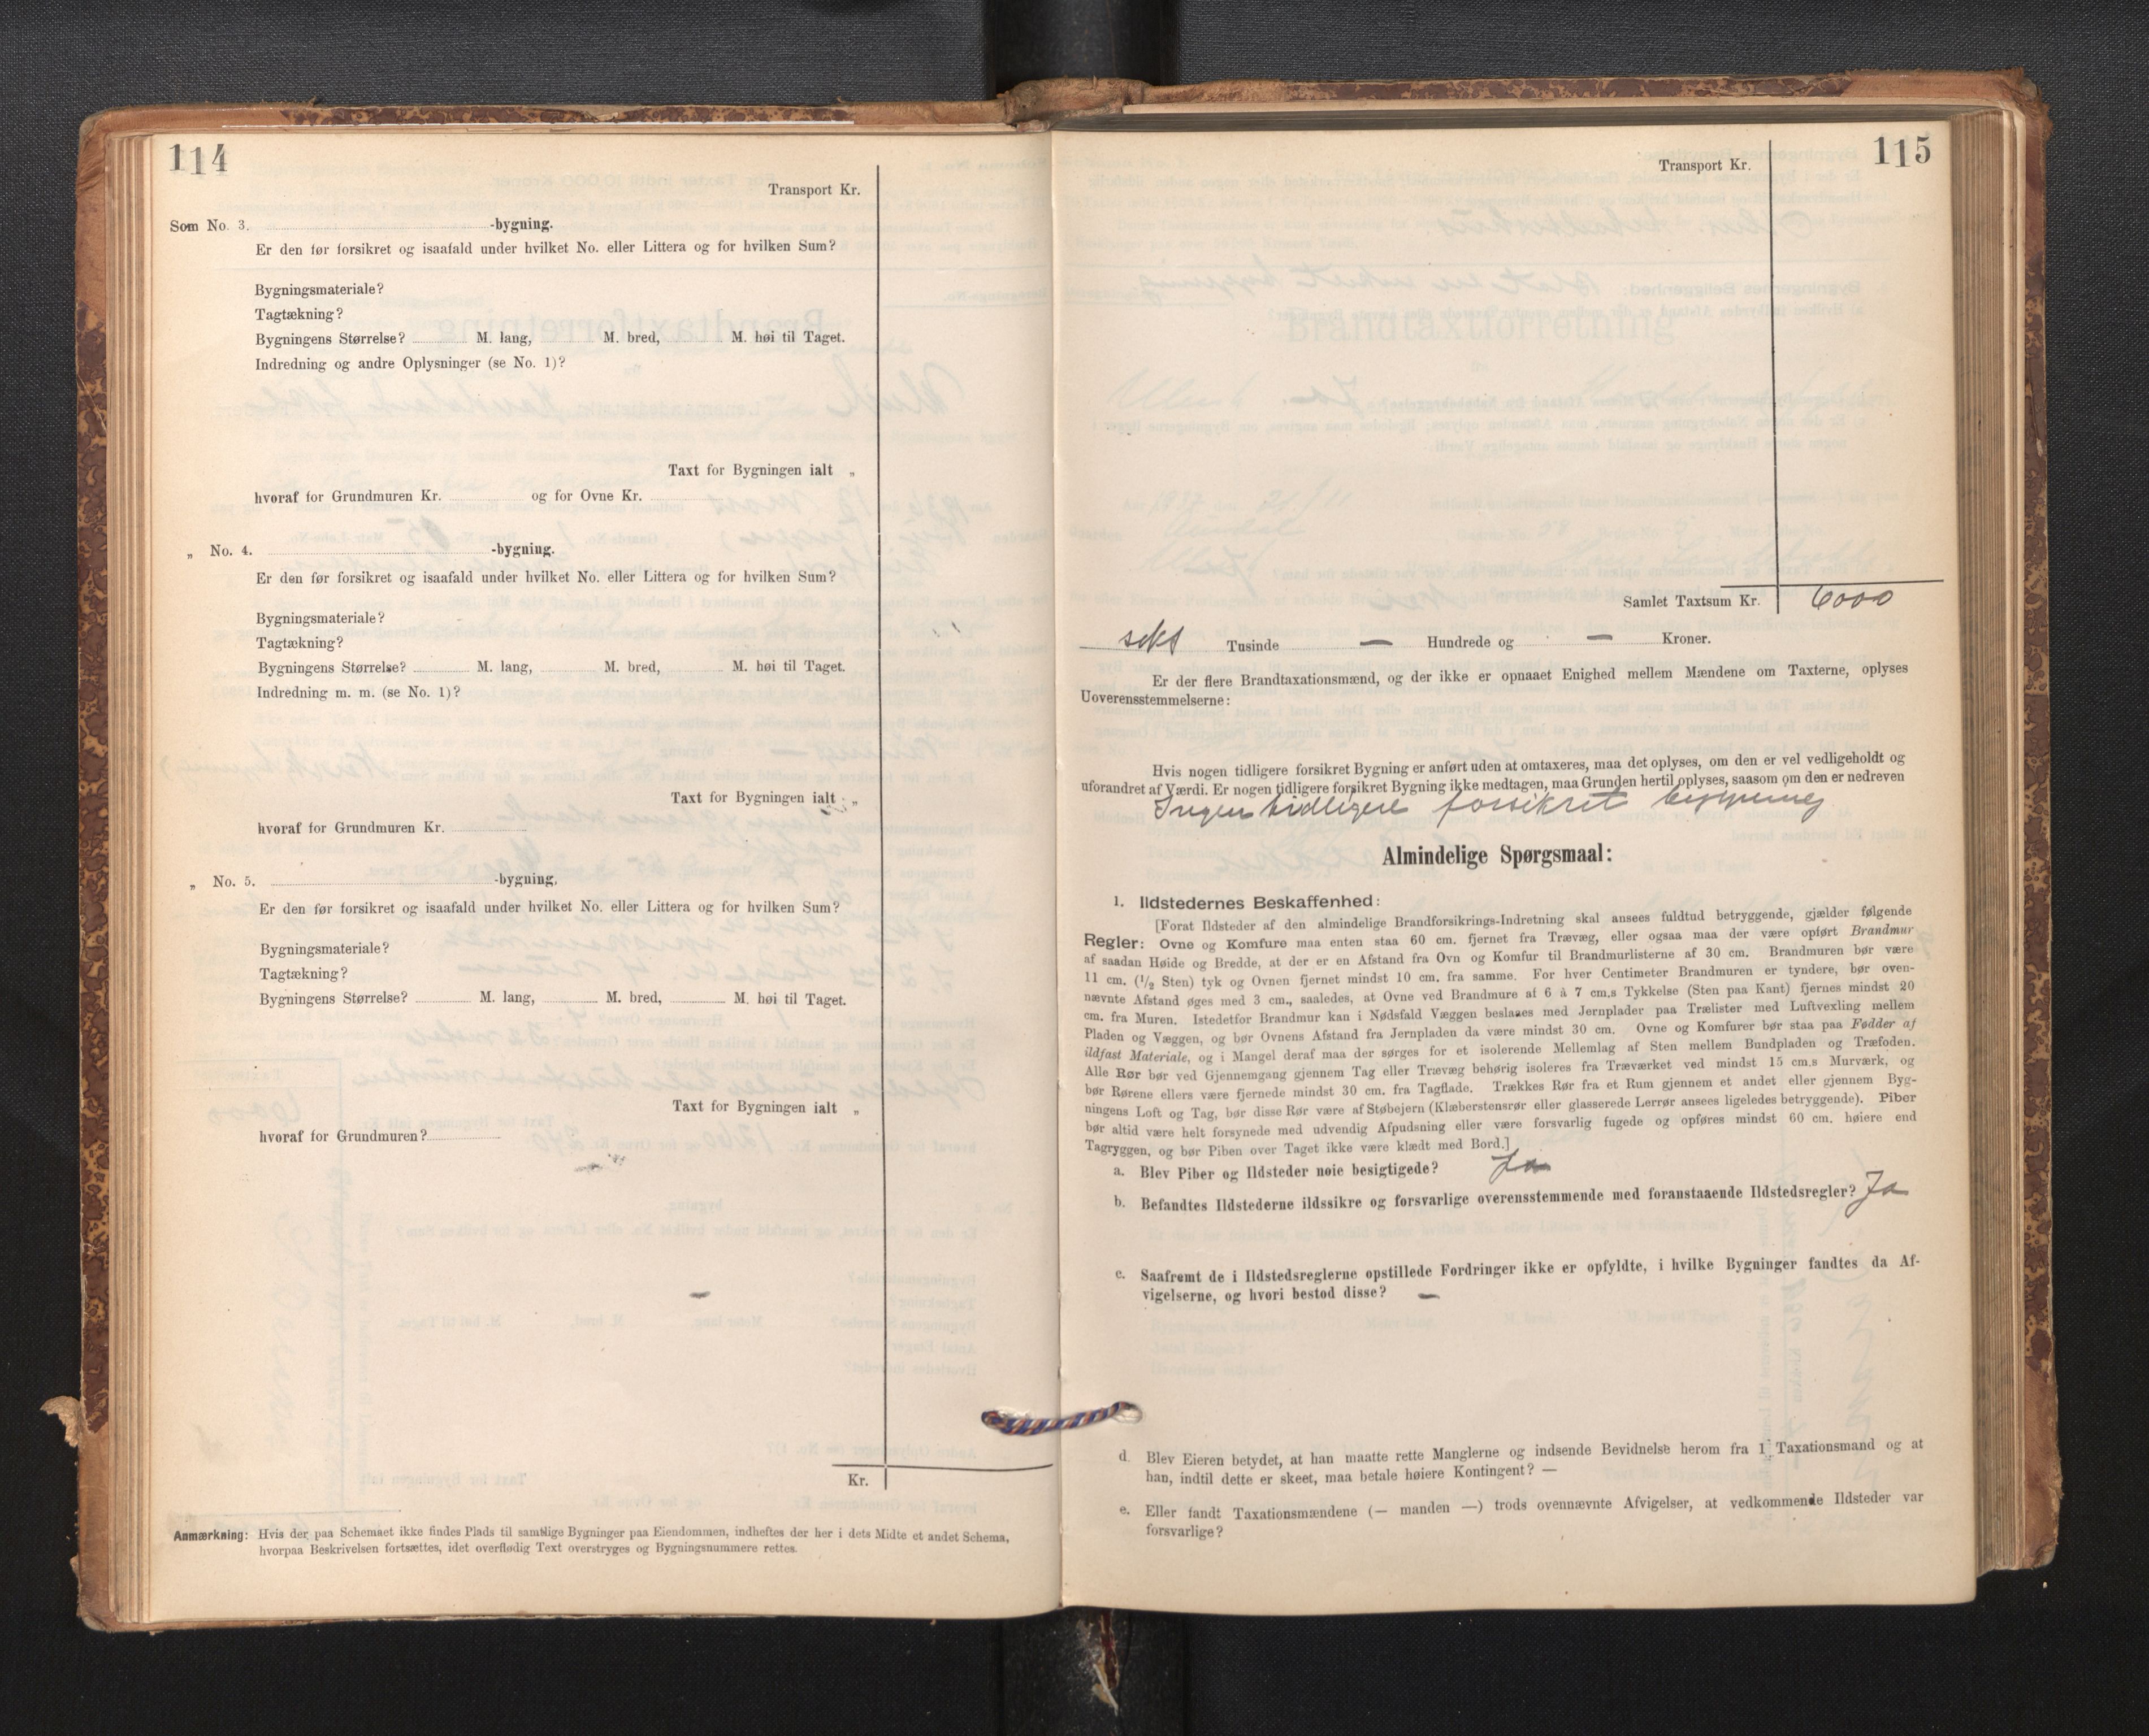 114
Transport Kr.
Som No. 3. -bygning.
Er den før forsikret og isaafald under hvilket No. eller Littera og for hvilken Sum?
Bygningsmateriale?
Tagtækning?
Bygningens Størrelse? M. lang, M. bred, M. høi til Taget.
Indredning og andre Oplysninger (se No. 1)?
Taxt for Bygningen ialt „
hvoraf for Grundmuren Kr. og for Ovne Kr.
„ No. 4. -bygning.
Er den før forsikret og isaafald under hvilket No. eller Littera og for hvilken Sum?
Bygningsmateriale?
Tagtækning?
Bygningens Størrelse? M. lang, M. bred, M. høi til Taget.
Indredning m. m. (se No. 1)?
Taxt for Bygningen ialt „
hvoraf for Grundmuren Kr.
„ No. 5. -bygning.
Er den før forsikret og isaafald under hvilket No. eller Littera og for hvilken Sum?
Bygningsmateriale?
Tagtækning?
Bygningens Størrelse? M. lang, M. bred, M. høi til Taget.
Taxt for Bygningen ialt „
hvoraf for Grundmuren?
Kr.
Anmærkning: Hvis der paa Schemaet ikke findes Plads til samtlige Bygninger paa Eiendommen, indheftes der her i dets Midte et andet Schema,
hvorpaa Beskrivelsen fortsættes, idet overflødig Text overstryges og Bygningsnummere rettes.
115
Transport Kr.
Samlet Taxtsum Kr. 6000
seks Tusinde — Hundrede og — Kroner.
Er der flere Brandtaxationsmænd, og der ikke er opnaaet Enighed mellem Mændene om Taxterne, oplyses
Uoverensstemmelserne:
Hvis nogen tidligere forsikret Bygning er anført uden at omtaxeres, maa det oplyses, om den er vel vedligeholdt og
uforandret af Værdi. Er nogen tidligere forsikret Bygning ikke medtagen, maa Grunden hertil oplyses, saasom om den er nedreven
Ingen tidligere forsikret bygning
Almindelige Spørgsmaal:
1. Ildstedernes Beskaffenhed:
[Forat Ildsteder af den almindelige Brandforsikrings-Indretning skal ansees fuldtud betryggende, gjælder følgende
Regler: Ovne og Komfure maa enten staa 60 cm. fjernet fra Trævæg, eller ogsaa maa der være opført Brandmur
af saadan Høide og Bredde, at der er en Afstand fra Ovn og Komfur til Brandmurlisterne af 30 cm. Brandmuren bør være
11 cm. (1/2 Sten) tyk og Ovnen fjernet mindst 10 cm. fra samme. For hver Centimeter Brandmuren er tyndere, bør oven-
nævnte Afstand øges med 3 cm., saaledes, at Ovne ved Brandmure af 6 à 7 cm.s Tykkelse (Sten paa Kant) fjernes mindst 20
cm. fra Muren. Istedetfor Brandmur kan i Nødsfald Væggen beslaaes med Jernplader paa Trælister med Luftvexling mellem
Pladen og Væggen, og bør Ovnens Afstand fra Jernpladen da være mindst 30 cm. Ovne og Komfurer bør staa paa Fødder af
ildfast Materiale, og i Mangel deraf maa der sørges for et isolerende Mellemlag af Sten mellem Bundpladen og Træfoden.
Alle Rør bør ved Gjennemgang gjennem Tag eller Trævæg behørig isoleres fra Træværket ved mindst 15 cm.s Murværk, og
bør Rørene ellers være fjernede mindst 30 cm. fra Tagflade. Trækkes Rør fra et Rum gjennem et andet eller gjennem Byg-
ningens Loft og Tag, bør disse Rør være af Støbejern (Klæberstensrør eller glasserede Lerrør ansees ligeledes betryggende). Piber
bør altid være helt forsynede med udvendig Afpudsning eller være forsvarlig fugede og opføres mindst 60 cm. høiere end
Tagryggen, og bør Piben over Taget ikke være klædt med Bord.]
a. Blev Piber og Ildsteder nøie besigtigede? Ja
b. Befandtes Ildstederne ildssikre og forsvarlige overensstemmende med foranstaaende Ildstedsregler? Ja
c. Saafremt de i Ildstedsreglerne opstillede Fordringer ikke er opfyldte, i hvilke Bygninger fandtes da Af-
vigelserne, og hvori bestod disse? —
d. Blev Eieren betydet, at han maatte rette Manglerne og indsende Bevidnelse herom fra 1 Taxationsmand og at
han, indtil dette er skeet, maa betale høiere Kontingent? —
e. Eller fandt Taxationsmændene (— manden —) trods ovennævnte Afvigelser, at vedkommende Ildsteder var
forsvarlige?